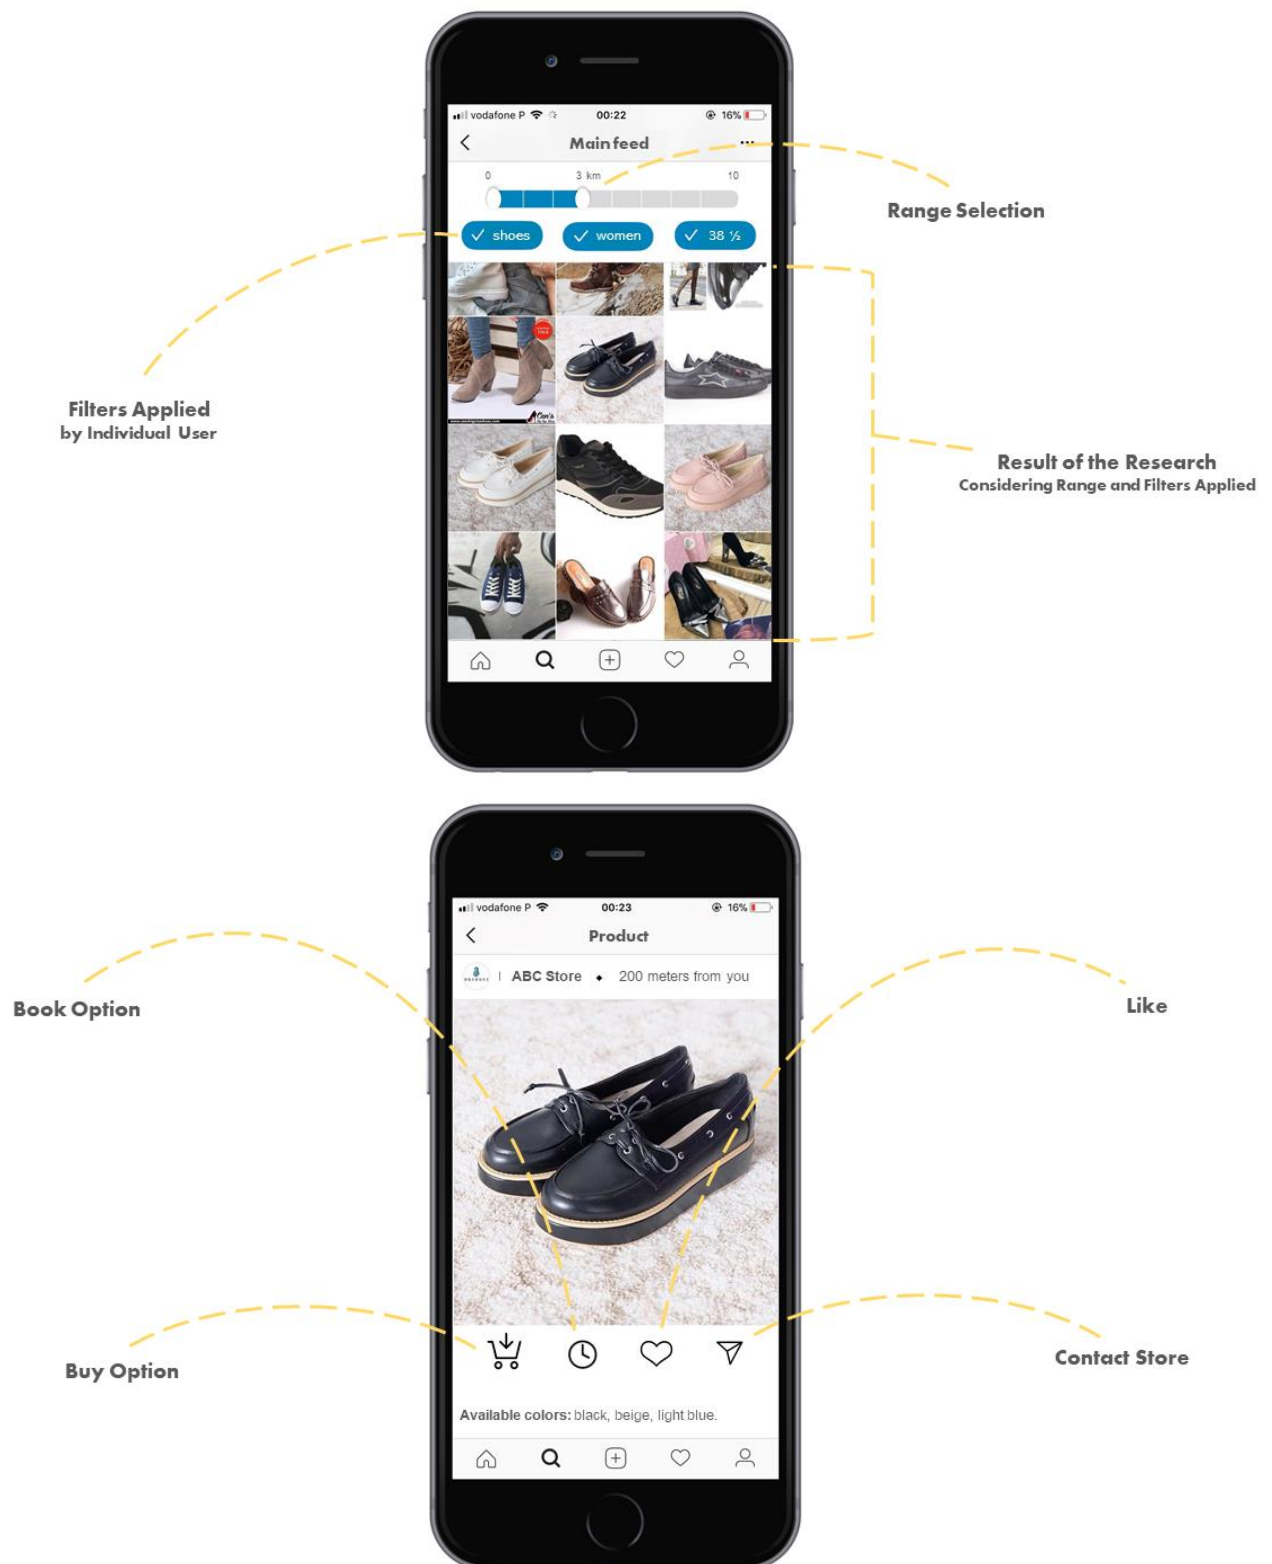 vodafone P
00:22
16%
Main feed
0
3 km
10
Range Selection
shoes
women
38 ½
Filters Applied
by Individual User
Result of the Research
Considering Range and Filters Applied
vodafone P
00:23
16%
Product
ABC Store
200 meters from you
Book Option
Like
Buy Option
Contact Store
Available colors: black, beige, light blue.